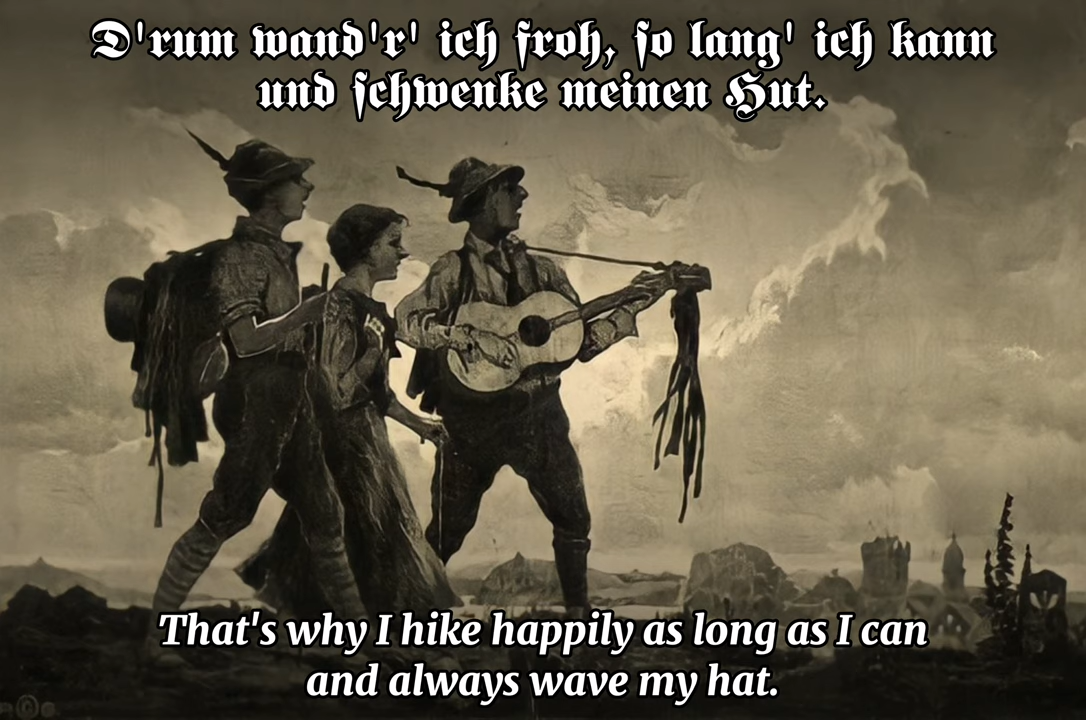 D'rum wand'r' ich froh, so lang' ich kann
und schwenke meinen Hut.
That's why I hike happily as long as I can
and always wave my hat.